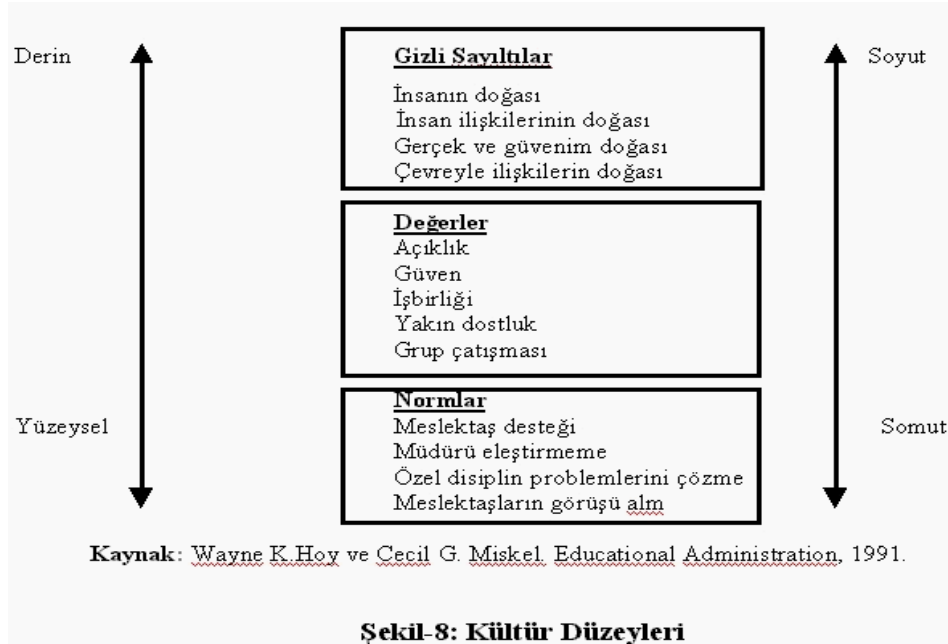 Derin
Soyut
Gizli Sayıltılar
İnsanın doğası
İnsan ilişkilerinin doğası
Gerçek ve güvenim doğası
Çevreyle ilişkilerin doğası
Değerler
Açıklık
Güven
İşbirliği
Yakın dostluk
Grup çatışması
Yüzeysel
Somut
Normlar
Meslektaş desteği
Müdürü eleştirmeme
Özel disiplin problemlerini çözme
Meslektaşların görüşü alm
Kaynak: Wayne K.Hoy ve Cecil G. Miskel. Educational Administration, 1991.
Şekil-8: Kültür Düzeyleri